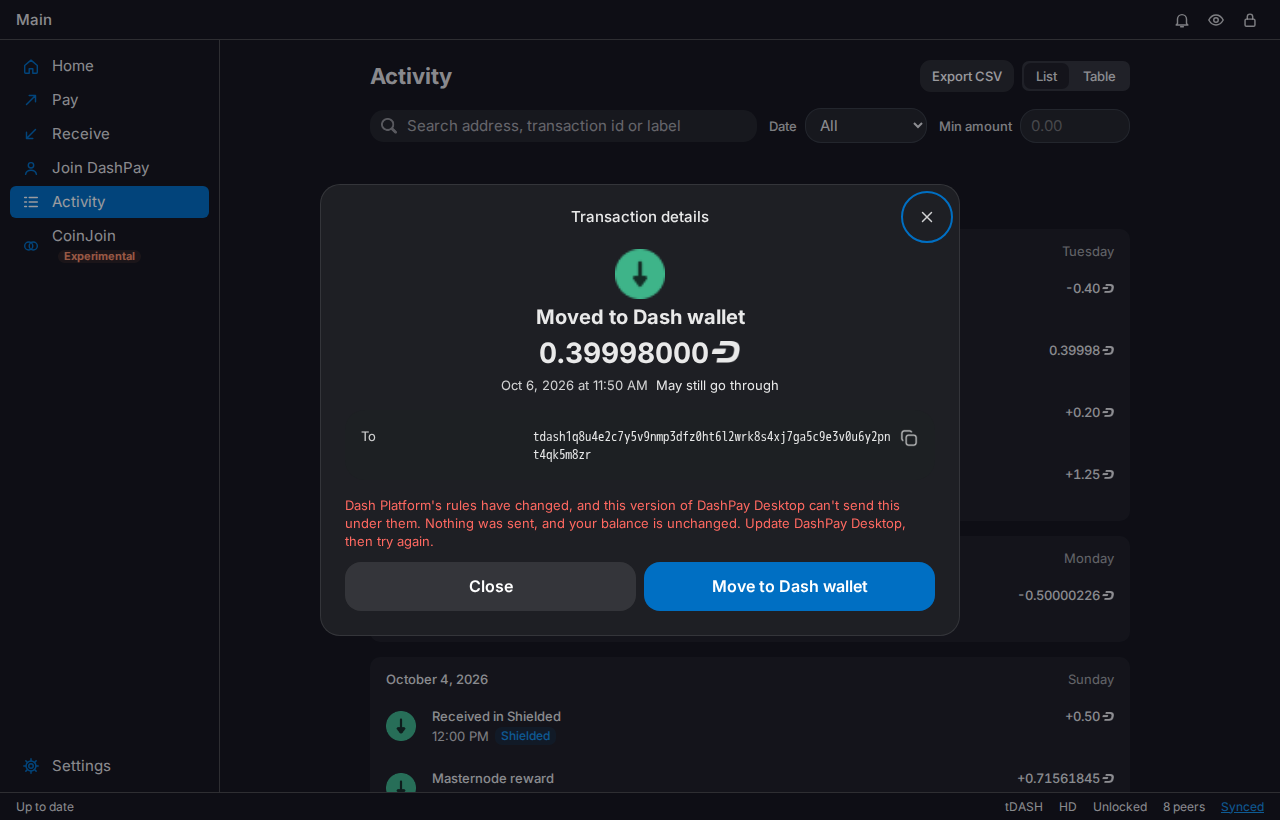 Main
Home
Pay
Receive
Join DashPay
Activity
CoinJoin
Experimental
Settings
Activity
Export CSV
List
Table
Search address, transaction id or label
Date
All
Min amount
0.00
Tuesday
-0.40
0.39998
+0.20
+1.25
Monday
-0.50000226
Transaction details
Moved to Dash wallet
0.39998000
Oct 6, 2026 at 11:50 AM May still go through
To
tdash1q8u4e2c7y5v9nmp3dfz0ht6l2wrk8s4xj7ga5c9e3v0u6y2pn
t4qk5m8zr
Dash Platform's rules have changed, and this version of DashPay Desktop can't send this
under them. Nothing was sent, and your balance is unchanged. Update DashPay Desktop,
then try again.
Close
Move to Dash wallet
October 4, 2026
Sunday
Received in Shielded
+0.50
12:00 PM
Shielded
Masternode reward
+0.71561845
Up to date
tDASH
HD
Unlocked
8 peers
Synced